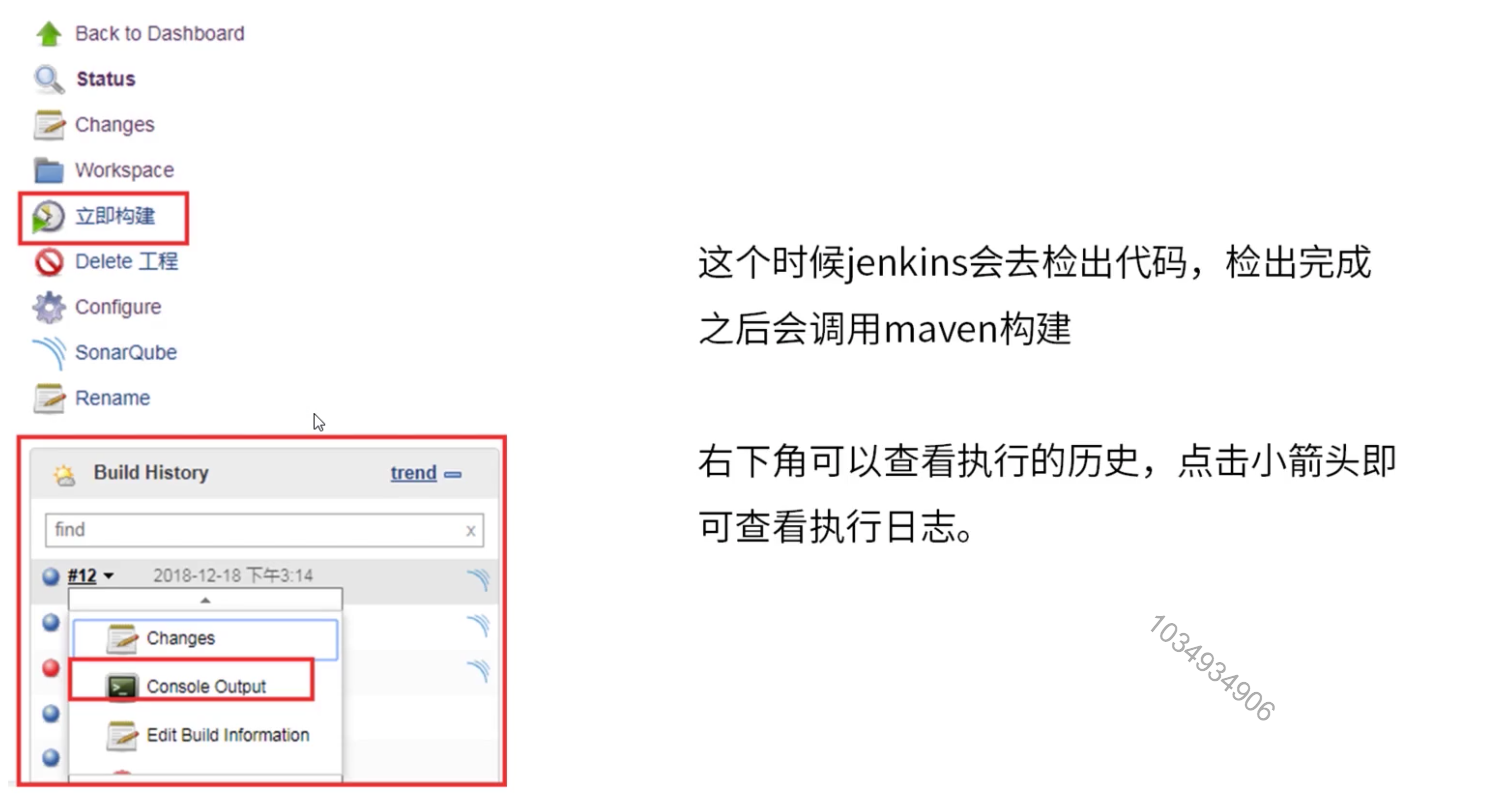 Back to Dashboard
Status
Changes
Workspace
立即构建
Delete 工程
Configure
SonarQube
Rename
Build History trend
find x
#12 2018-12-18 下午3:14
Changes
Console Output
Edit Build Information
这个时候jenkins会去检出代码，检出完成
之后会调用maven构建
右下角可以查看执行的历史，点击小箭头即
可查看执行日志。
1034934906